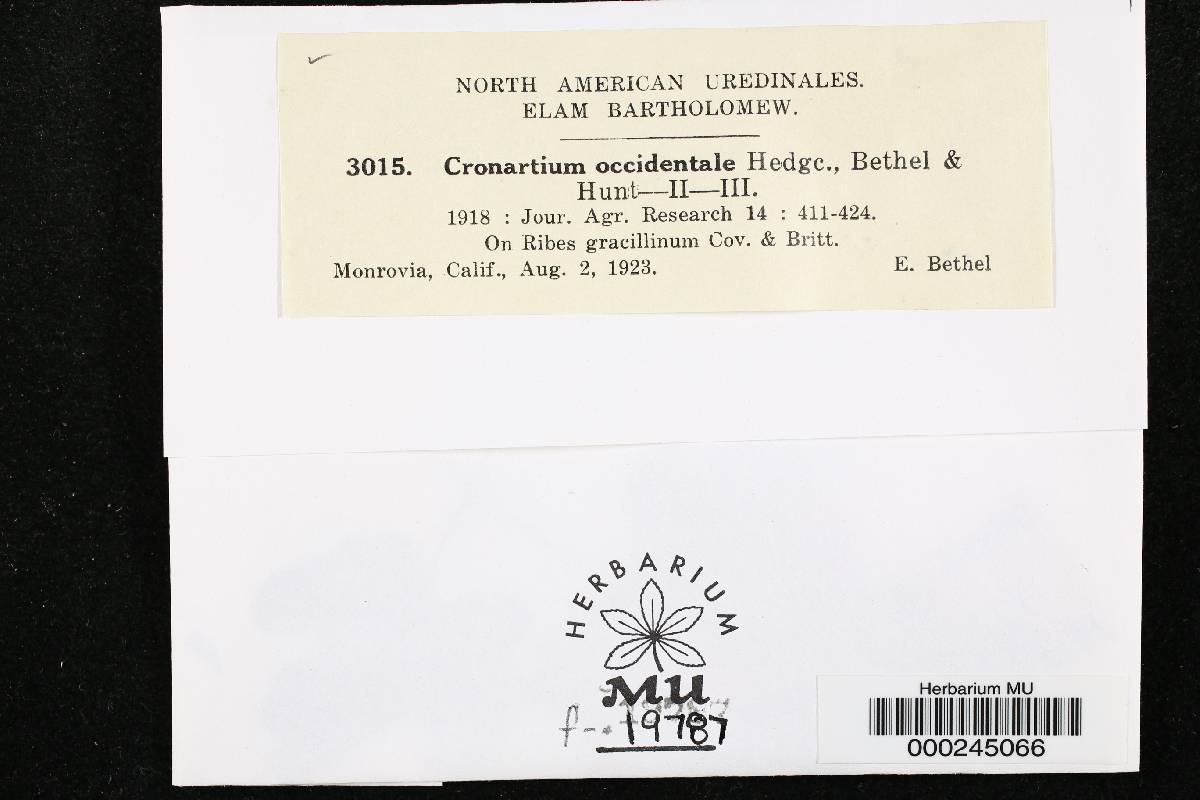 NORTH AMERICAN UREDINALES.
ELAM BARTHOLOMEW.
3015. Cronartium occidentale Hedgc., Bethel &
Hunt—II—III.
1918 : Jour. Agr. Research 14 : 411-424.
On Ribes gracillinum Cov. & Britt.
Monrovia, Calif., Aug. 2, 1923. E. Bethel
HERBARIUM
MU
f-. 19787
Herbarium MU
000245066